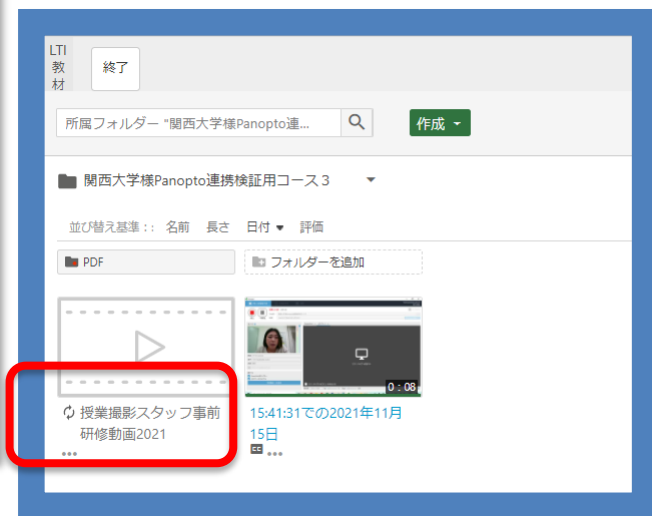 LTI
教
材
終了
所属フォルダー "関西大学様Panopto連...
作成
関西大学様Panopto連携検証用コース３
並び替え基準:: 名前 長さ 日付 ▼ 評価
PDF
フォルダーを追加
0:08
授業撮影スタッフ事前
研修動画2021
•••
15:41:31での2021年11月
15日
CC •••